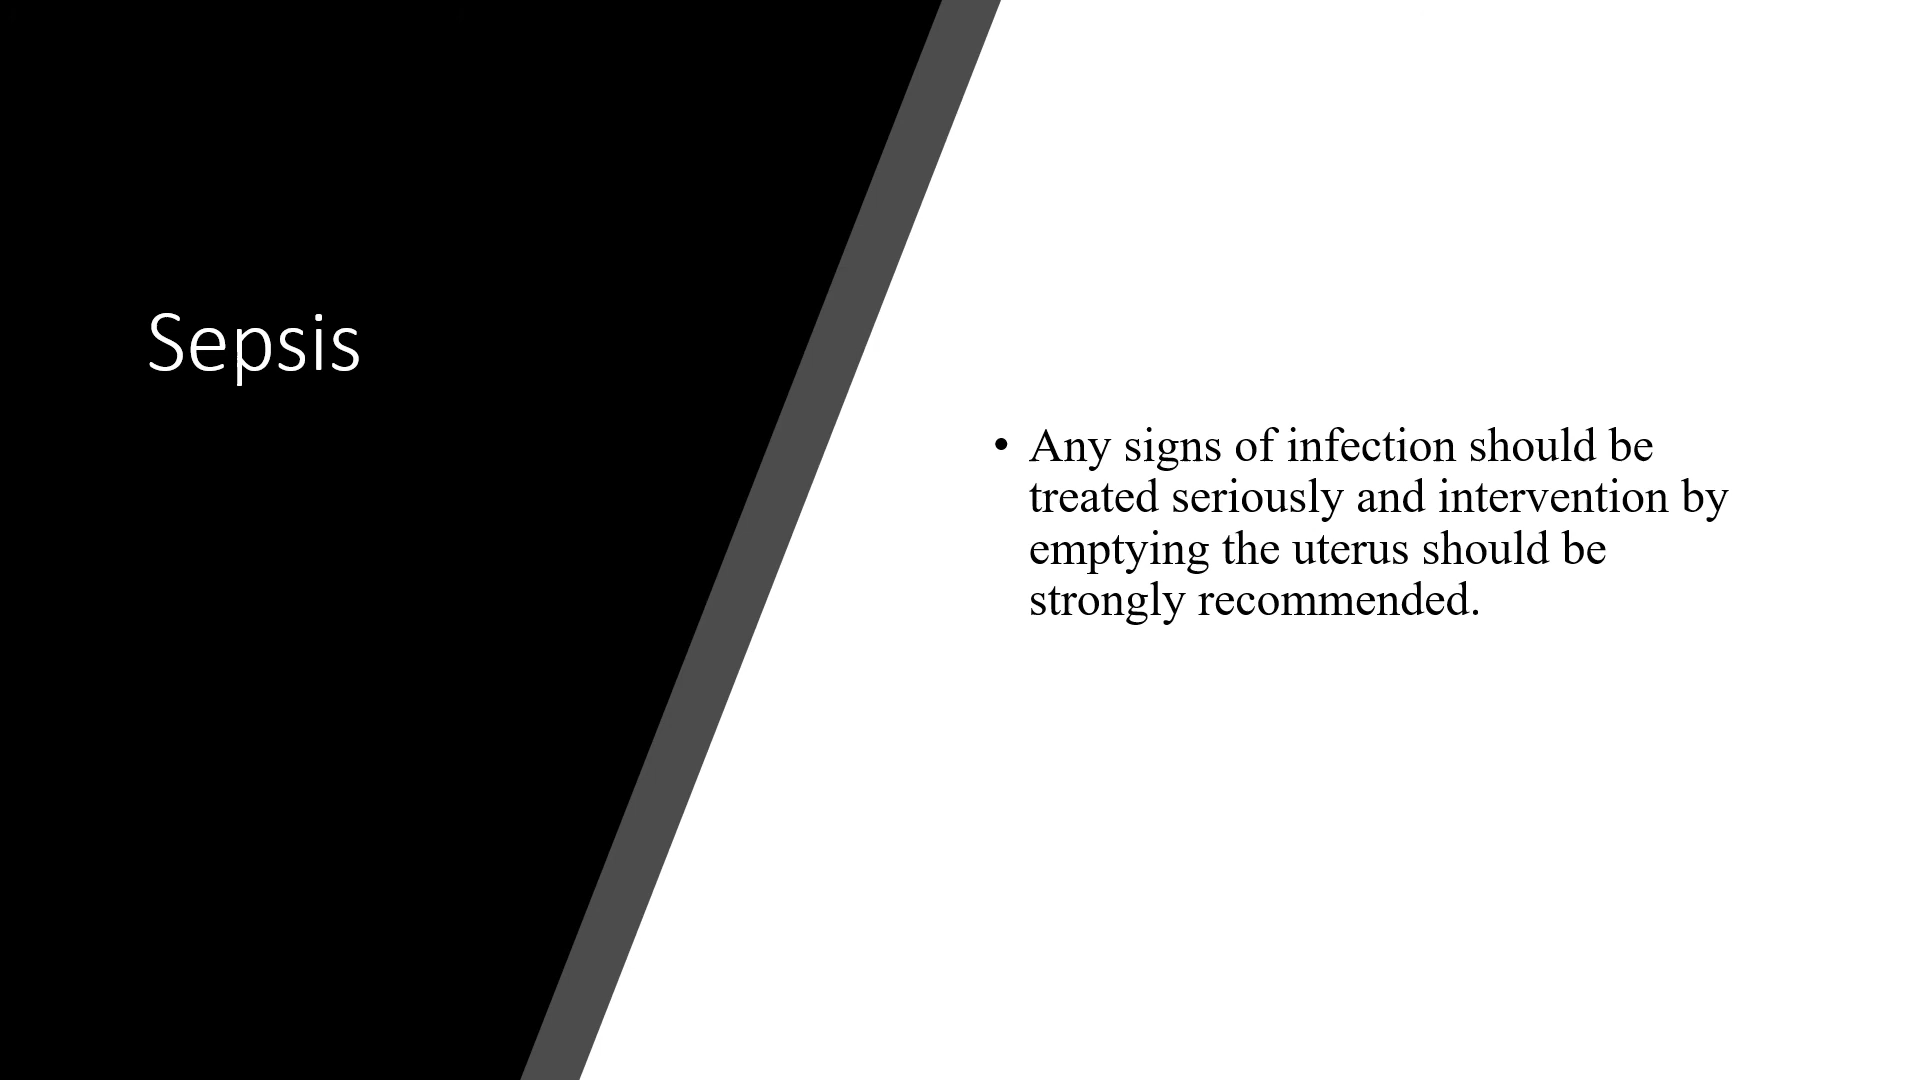 Sepsis
• Any signs of infection should be
treated seriously and intervention by
emptying the uterus should be
strongly recommended.